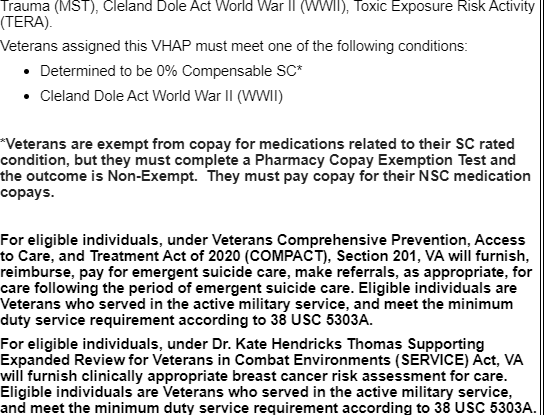 Trauma (MST), Cleland Dole Act World War II (WWII), Toxic Exposure Risk Activity
(TERA).
Veterans assigned this VHAP must meet one of the following conditions:
• Determined to be 0% Compensable SC*
• Cleland Dole Act World War II (WWII)
*Veterans are exempt from copay for medications related to their SC rated
condition, but they must complete a Pharmacy Copay Exemption Test and
the outcome is Non-Exempt.  They must pay copay for their NSC medication
copays.
For eligible individuals, under Veterans Comprehensive Prevention, Access
to Care, and Treatment Act of 2020 (COMPACT), Section 201, VA will furnish,
reimburse, pay for emergent suicide care, make referrals, as appropriate, for
care following the period of emergent suicide care. Eligible individuals are
Veterans who served in the active military service, and meet the minimum
duty service requirement according to 38 USC 5303A.
For eligible individuals, under Dr. Kate Hendricks Thomas Supporting
Expanded Review for Veterans in Combat Environments (SERVICE) Act, VA
will furnish clinically appropriate breast cancer risk assessment for care.
Eligible individuals are Veterans who served in the active military service,
and meet the minimum duty service requirement according to 38 USC 5303A.